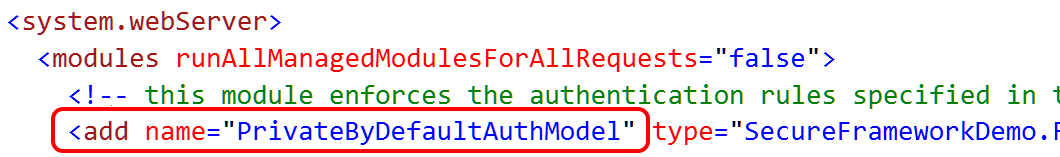 <system.webServer>
<modules runAllManagedModulesForAllRequests="false">
<!-- this module enforces the authentication rules specified in
<add name="PrivateByDefaultAuthModel" type="SecureFrameworkDemo.